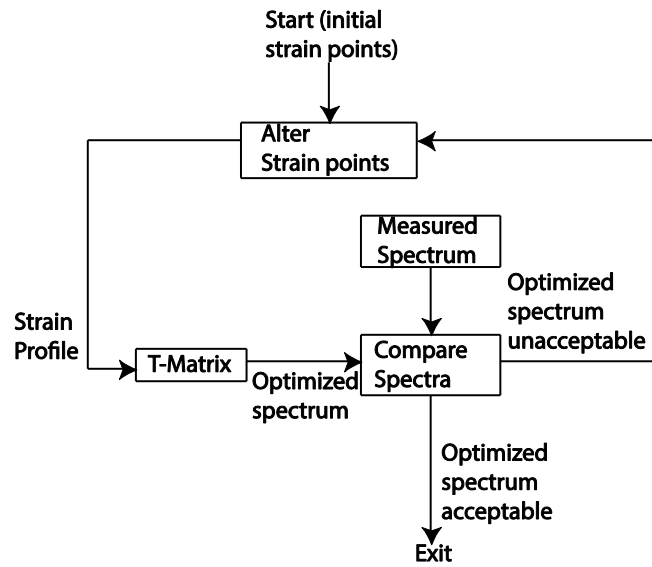 Start (initial
strain points)
Alter
Strain points
Measured
Spectrum
Optimized
spectrum
unacceptable
Strain
Profile
T-Matrix
Optimized
spectrum
Compare
Spectra
Optimized
spectrum
acceptable
Exit